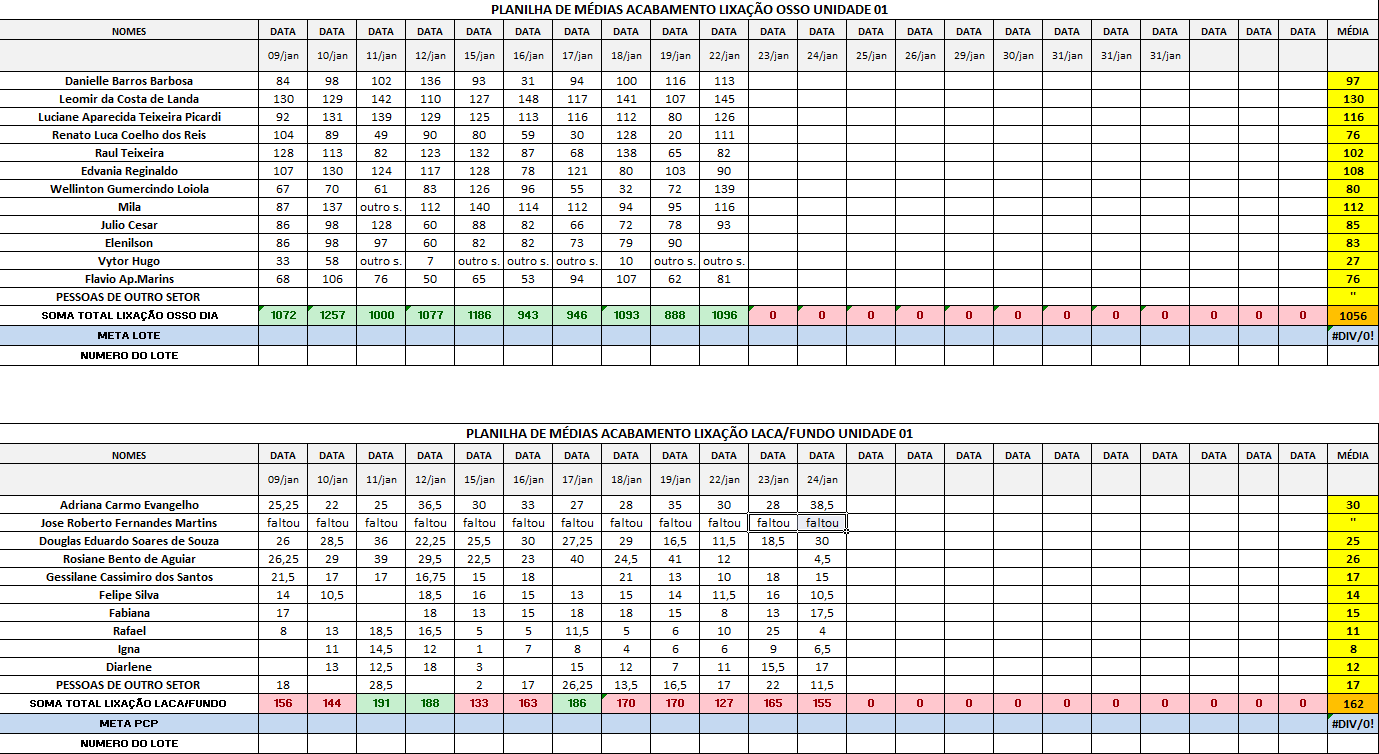 PLANILHA DE MÉDIAS ACABAMENTO LIXAÇÃO OSSO UNIDADE 01
NOMES DATA DATA DATA DATA DATA DATA DATA DATA DATA DATA DATA DATA DATA DATA DATA DATA DATA DATA DATA DATA DATA DATA MÉDIA
09/jan 10/jan 11/jan 12/jan 15/jan 16/jan 17/jan 18/jan 19/jan 22/jan 23/jan 24/jan 25/jan 26/jan 29/jan 30/jan 31/jan 31/jan 31/jan
Danielle Barros Barbosa 84 98 102 136 93 31 94 100 116 113 97
Leomir da Costa de Landa 130 129 142 110 127 148 117 141 107 145 130
Luciane Aparecida Teixeira Picardi 92 131 139 129 125 113 116 112 80 126 116
Renato Luca Coelho dos Reis 104 89 49 90 80 59 30 128 20 111 76
Raul Teixeira 128 113 82 123 132 87 68 138 65 82 102
Edvania Reginaldo 107 130 124 117 128 78 121 80 103 90 108
Wellinton Gumercindo Loiola 67 70 61 83 126 96 55 32 72 139 80
Mila 87 137 outro s. 112 140 114 112 94 95 116 112
Julio Cesar 86 98 128 60 88 82 66 72 78 93 85
Elenilson 86 98 97 60 82 82 73 79 90 83
Vytor Hugo 33 58 outro s. 7 outro s. outro s. outro s. 10 outro s. outro s. 27
Flavio Ap.Marins 68 106 76 50 65 53 94 107 62 81 76
PESSOAS DE OUTRO SETOR "
SOMA TOTAL LIXAÇÃO OSSO DIA 1072 1257 1000 1077 1186 943 946 1093 888 1096 0 0 0 0 0 0 0 0 0 0 0 0 1056
META LOTE #DIV/0!
NUMERO DO LOTE
PLANILHA DE MÉDIAS ACABAMENTO LIXAÇÃO LACA/FUNDO UNIDADE 01
NOMES DATA DATA DATA DATA DATA DATA DATA DATA DATA DATA DATA DATA DATA DATA DATA DATA DATA DATA DATA DATA DATA DATA MÉDIA
09/jan 10/jan 11/jan 12/jan 15/jan 16/jan 17/jan 18/jan 19/jan 22/jan 23/jan 24/jan
Adriana Carmo Evangelho 25,25 22 25 36,5 30 33 27 28 35 30 28 38,5 30
Jose Roberto Fernandes Martins faltou faltou faltou faltou faltou faltou faltou faltou faltou faltou faltou faltou "
Douglas Eduardo Soares de Souza 26 28,5 36 22,25 25,5 30 27,25 29 16,5 11,5 18,5 30 25
Rosiane Bento de Aguiar 26,25 29 39 29,5 22,5 23 40 24,5 41 12 4,5 26
Gessilane Cassimiro dos Santos 21,5 17 17 16,75 15 18 21 13 10 18 15 17
Felipe Silva 14 10,5 18,5 16 15 13 15 14 11,5 16 10,5 14
Fabiana 17 18 13 15 18 18 15 8 13 17,5 15
Rafael 8 13 18,5 16,5 5 5 11,5 5 6 10 25 4 11
Igna 11 14,5 12 1 7 8 4 6 6 9 6,5 8
Diarlene 13 12,5 18 3 15 12 7 11 15,5 17 12
PESSOAS DE OUTRO SETOR 18 28,5 2 17 26,25 13,5 16,5 17 22 11,5 17
SOMA TOTAL LIXAÇÃO LACA/FUNDO 156 144 191 188 133 163 186 170 170 127 165 155 0 0 0 0 0 0 0 0 0 0 162
META PCP #DIV/0!
NUMERO DO LOTE